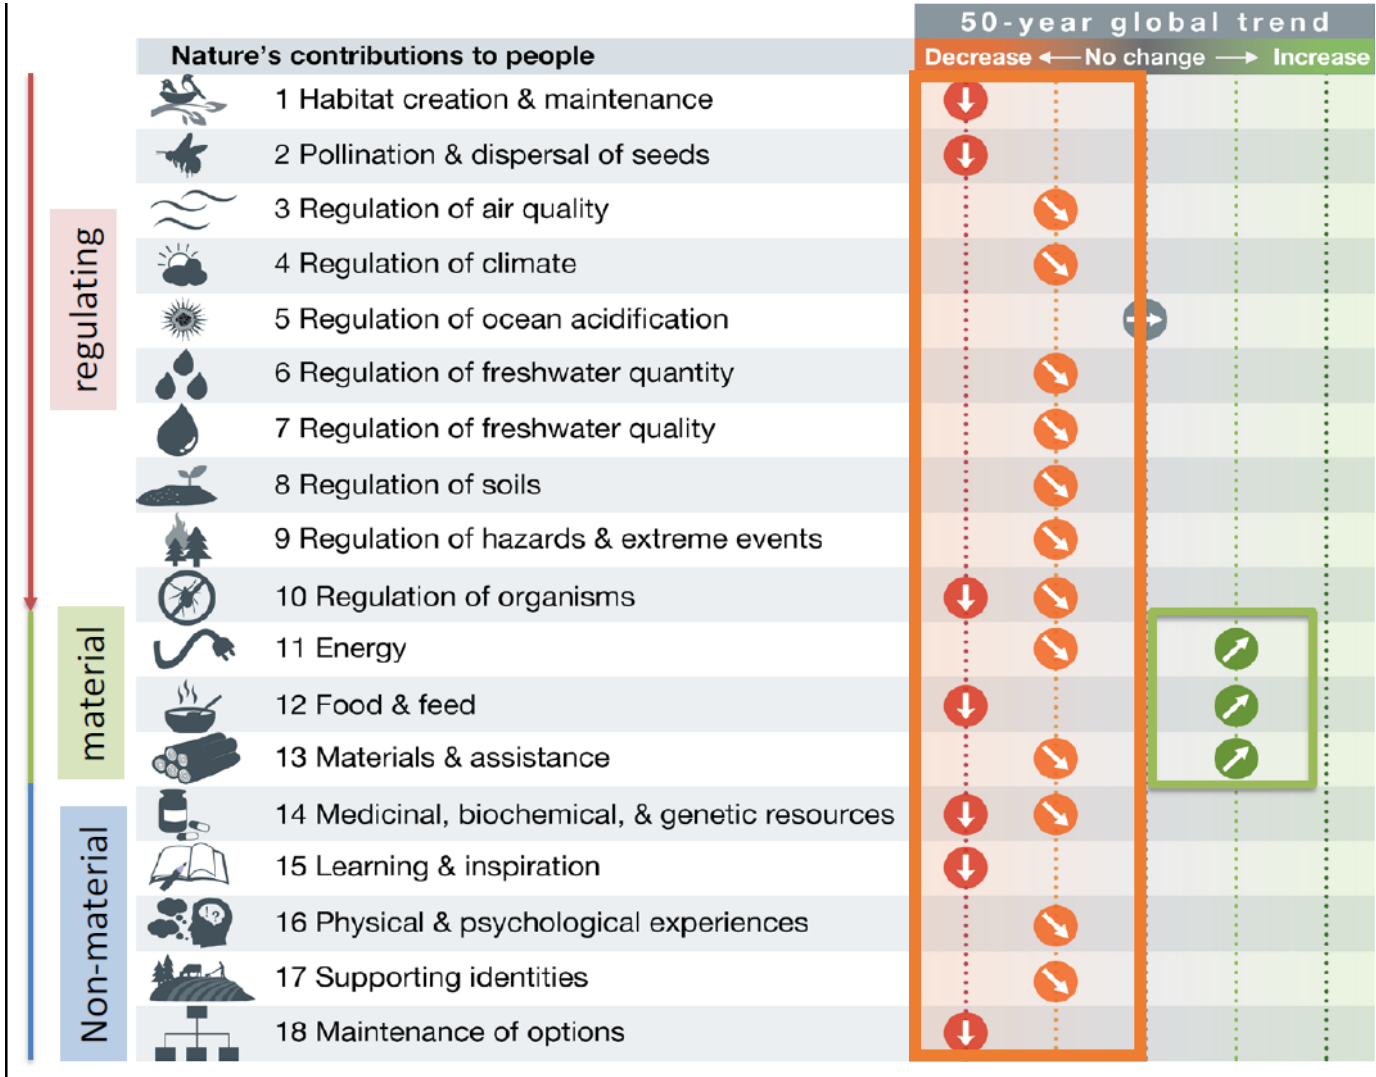 50-year global trend
Nature's contributions to people
Decrease ← No change → Increase
1 Habitat creation & maintenance
2 Pollination & dispersal of seeds
3 Regulation of air quality
4 Regulation of climate
5 Regulation of ocean acidification
6 Regulation of freshwater quantity
7 Regulation of freshwater quality
8 Regulation of soils
9 Regulation of hazards & extreme events
10 Regulation of organisms
11 Energy
12 Food & feed
13 Materials & assistance
14 Medicinal, biochemical, & genetic resources
15 Learning & inspiration
16 Physical & psychological experiences
17 Supporting identities
18 Maintenance of options
regulating
material
Non-material